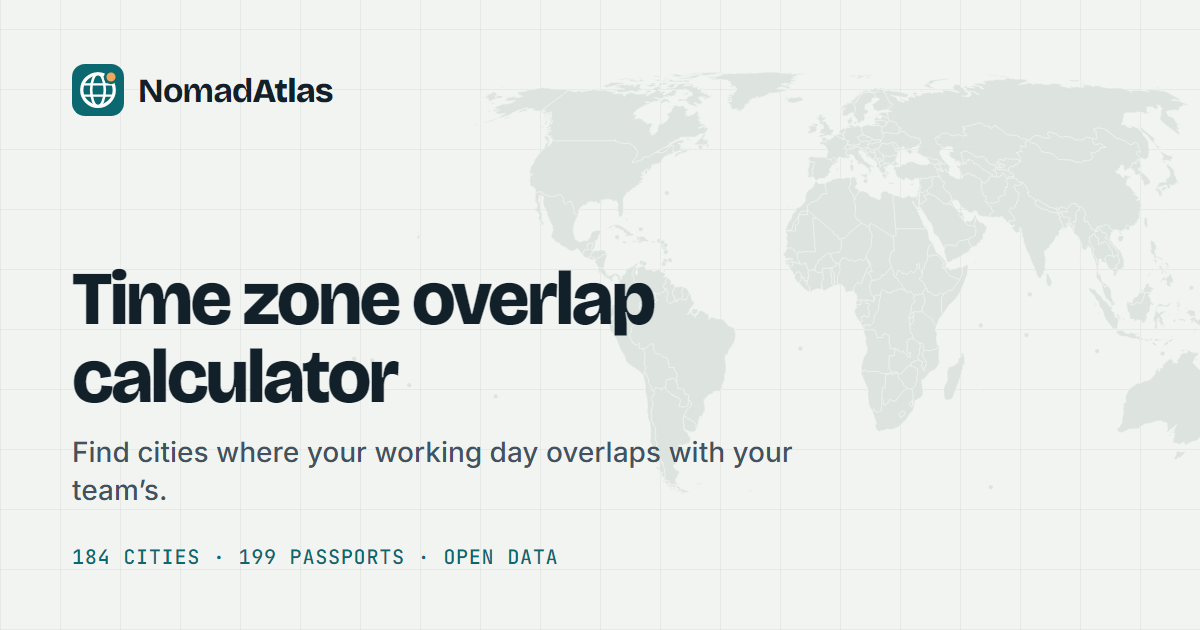 NomadAtlas
Time zone overlap
calculator
Find cities where your working day overlaps with your
team’s.
184 CITIES · 199 PASSPORTS · OPEN DATA